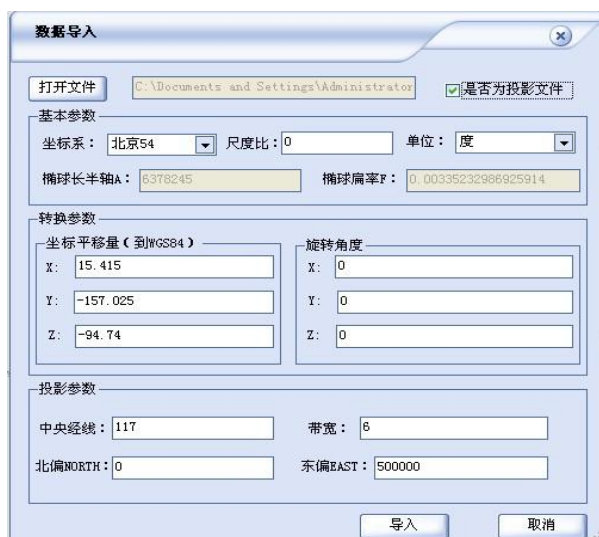 数据导入
打开文件 C:\Documents and Settings\Administrator 是否为投影文件
基本参数
坐标系： 北京54 尺度比：0 单位： 度
椭球长半轴A： 6378245 椭球扁率F： 0.00335232986925914
转换参数
坐标平移量（到WGS84） 旋转角度
X: 15.415 X: 0
Y: -157.025 Y: 0
Z: -94.74 Z: 0
投影参数
中央经线： 117 带宽： 6
北偏NORTH：0 东偏EAST： 500000
导入 取消